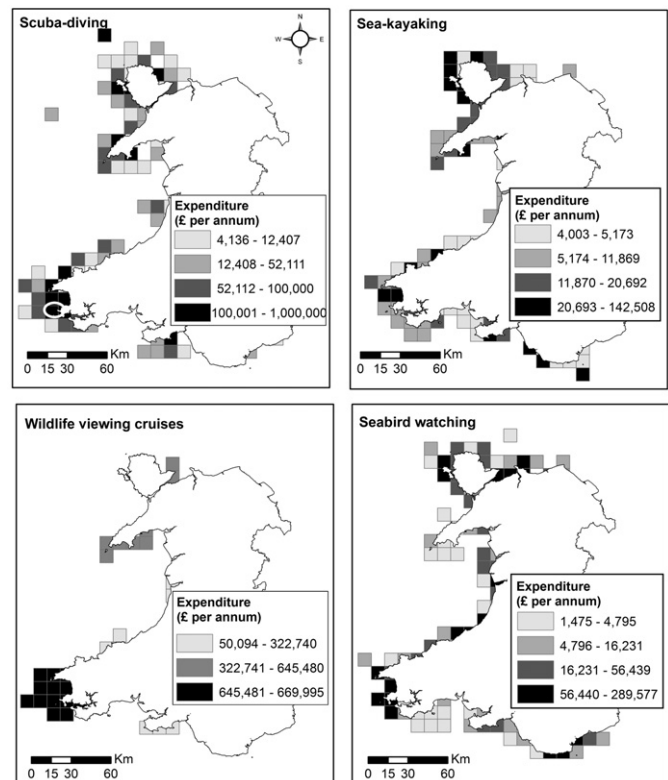 Scuba-diving
N
W E
S
Expenditure
(£ per annum)
4,136 - 12,407
12,408 - 52,111
52,112 - 100,000
100,001 - 1,000,000
Km
0 15 30 60
Sea-kayaking
Expenditure
(£ per annum)
4,003 - 5,173
5,174 - 11,869
11,870 - 20,692
20,693 - 142,508
Km
0 15 30 60
Wildlife viewing cruises
Expenditure
(£ per annum)
50,094 - 322,740
322,741 - 645,480
645,481 - 669,995
Km
0 15 30 60
Seabird watching
Expenditure
(£ per annum)
1,475 - 4,795
4,796 - 16,231
16,231 - 56,439
56,440 - 289,577
Km
0 15 30 60